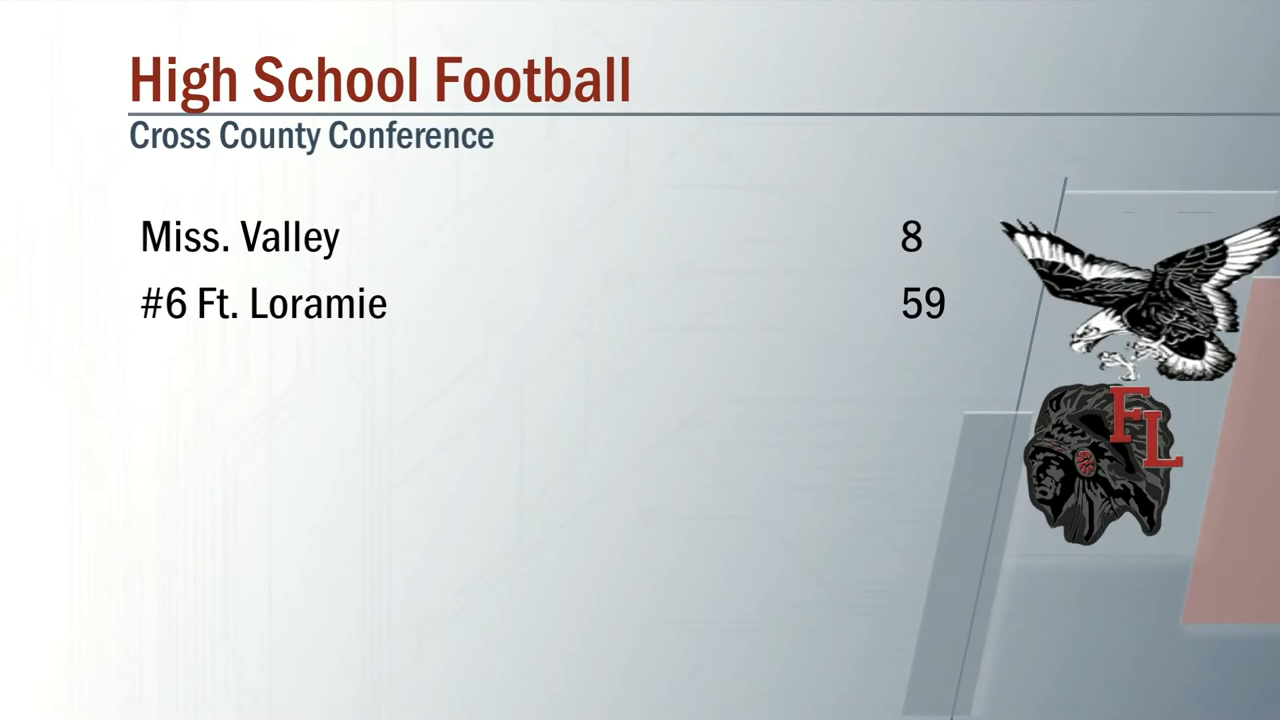 High School Football
Cross County Conference
Miss. Valley 8
#6 Ft. Loramie 59
FL